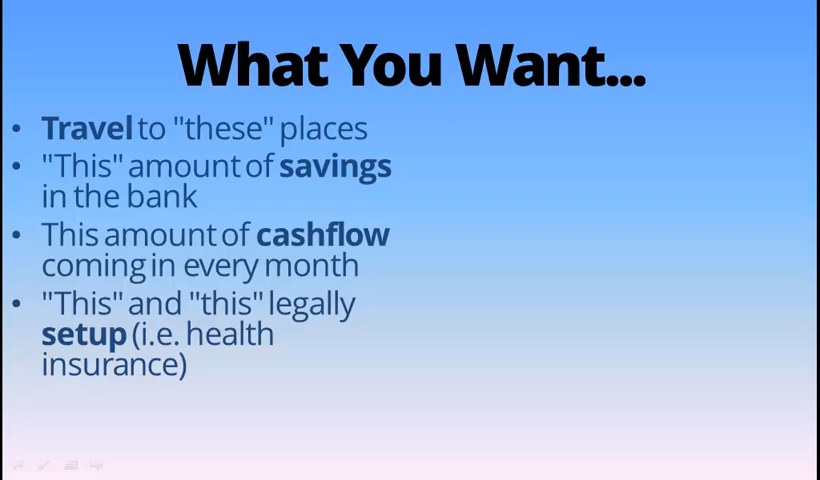 What You Want...
• Travel to "these" places
• "This" amount of savings
in the bank
• This amount of cashflow
coming in every month
• "This" and "this" legally
setup (i.e. health
insurance)